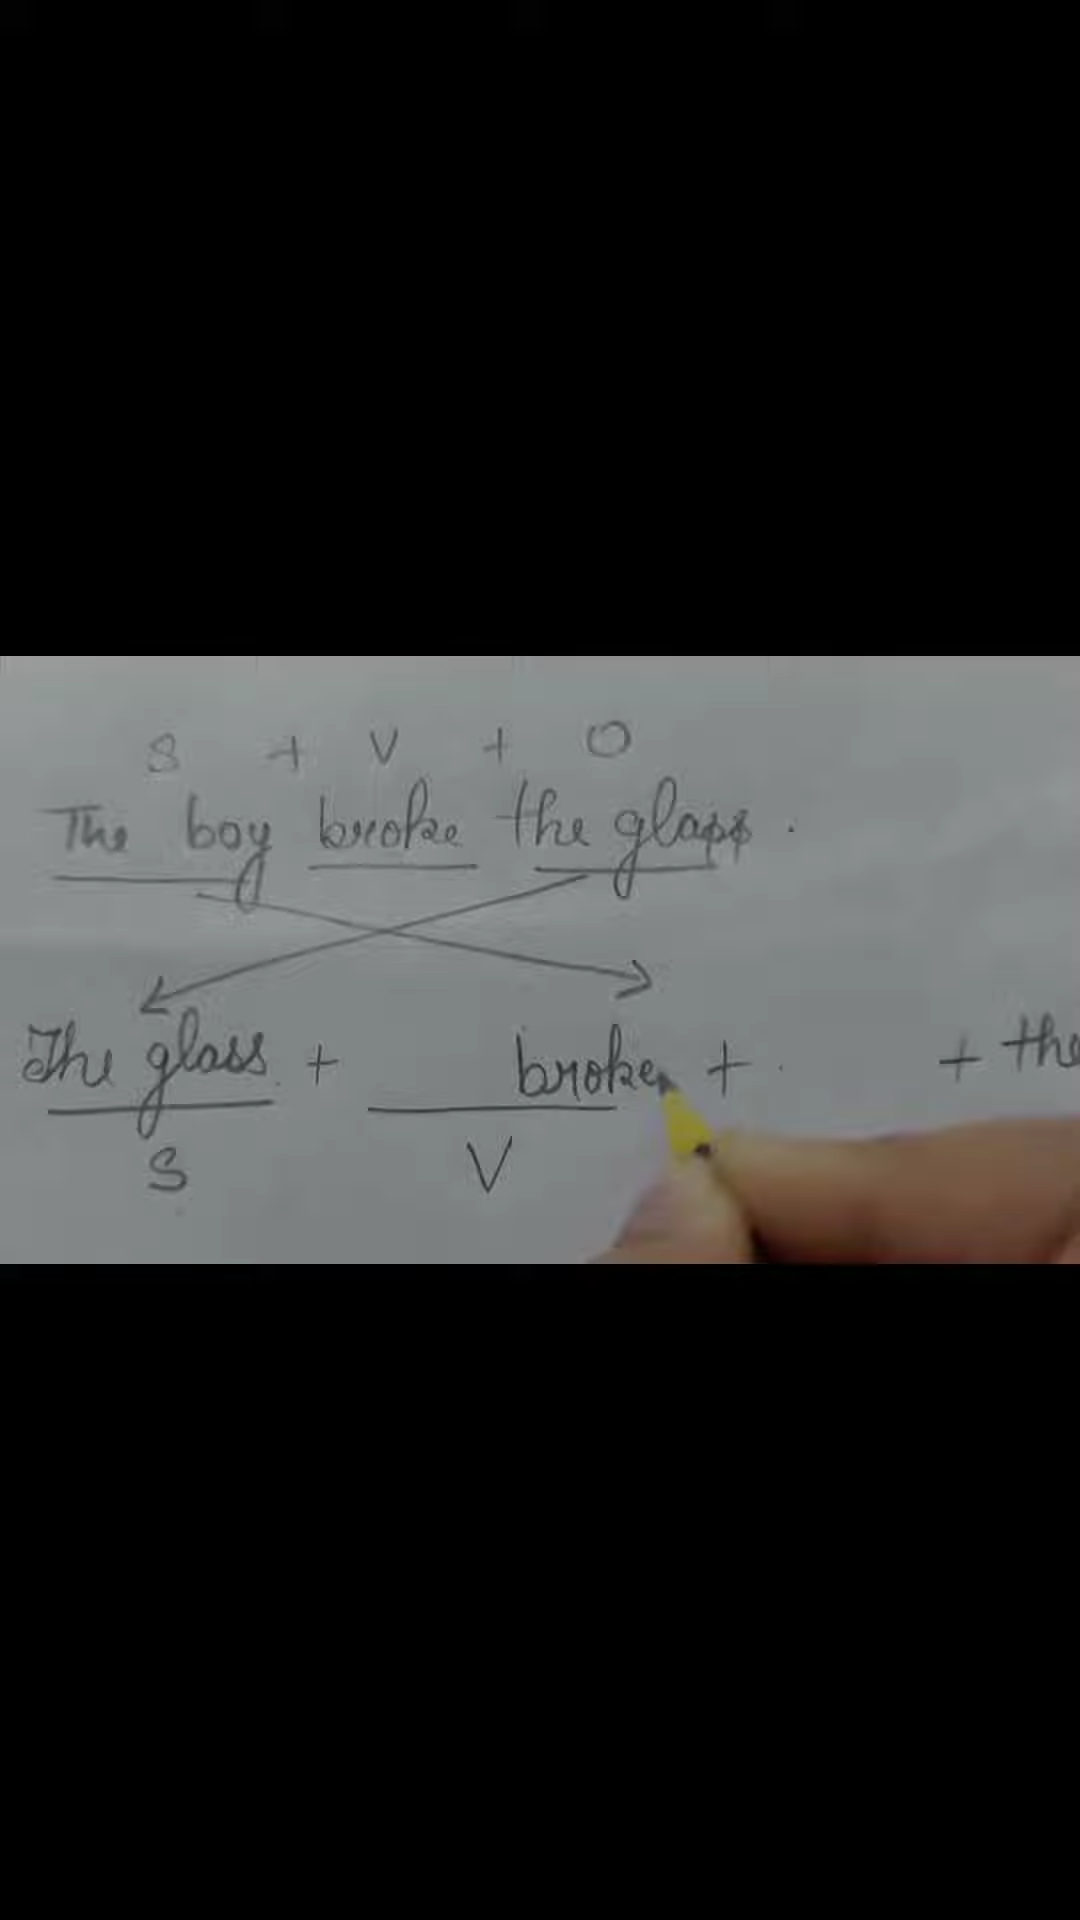 S + V + O
The boy broke the glass.
The glass + broke + + the
S V